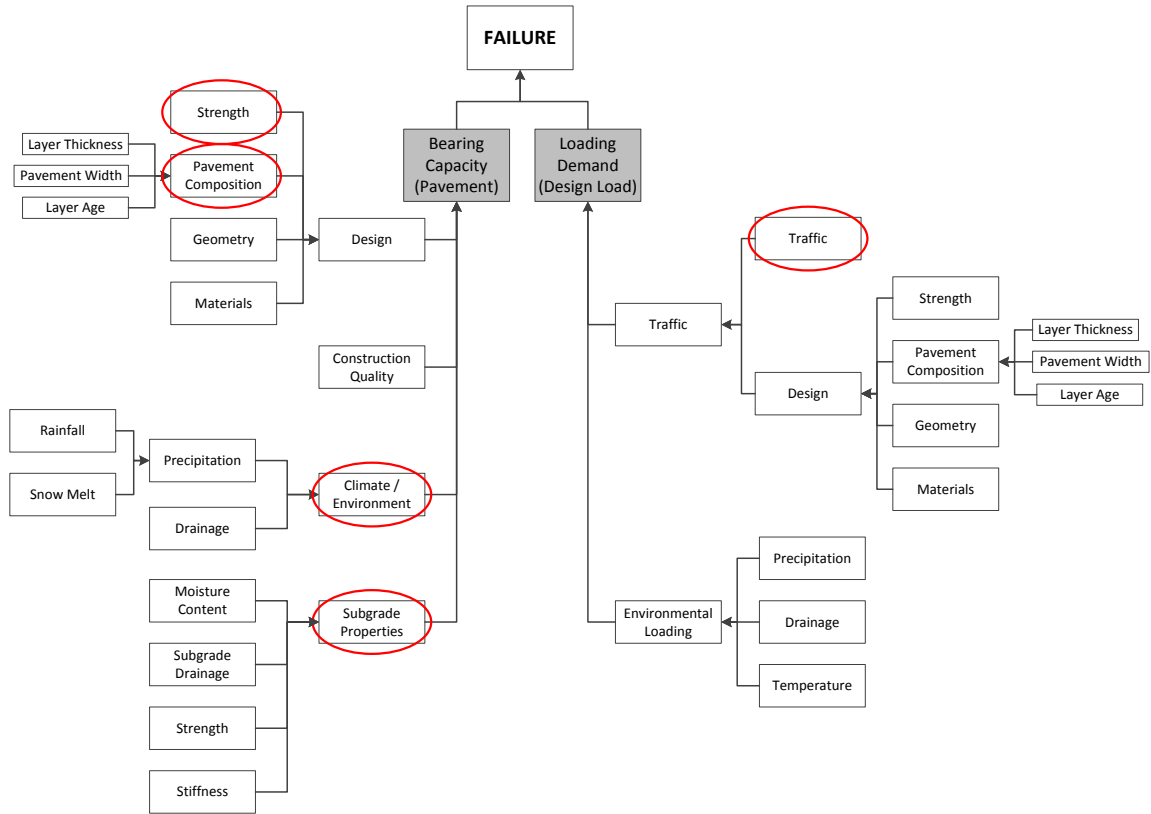 FAILURE
Bearing
Capacity
(Pavement)
Loading
Demand
(Design Load)
Strength
Layer Thickness
Pavement Width
Layer Age
Pavement
Composition
Geometry
Materials
Design
Construction
Quality
Rainfall
Snow Melt
Precipitation
Drainage
Climate /
Environment
Moisture
Content
Subgrade
Drainage
Strength
Stiffness
Subgrade
Properties
Traffic
Traffic
Design
Strength
Pavement
Composition
Geometry
Materials
Layer Thickness
Pavement Width
Layer Age
Environmental
Loading
Precipitation
Drainage
Temperature